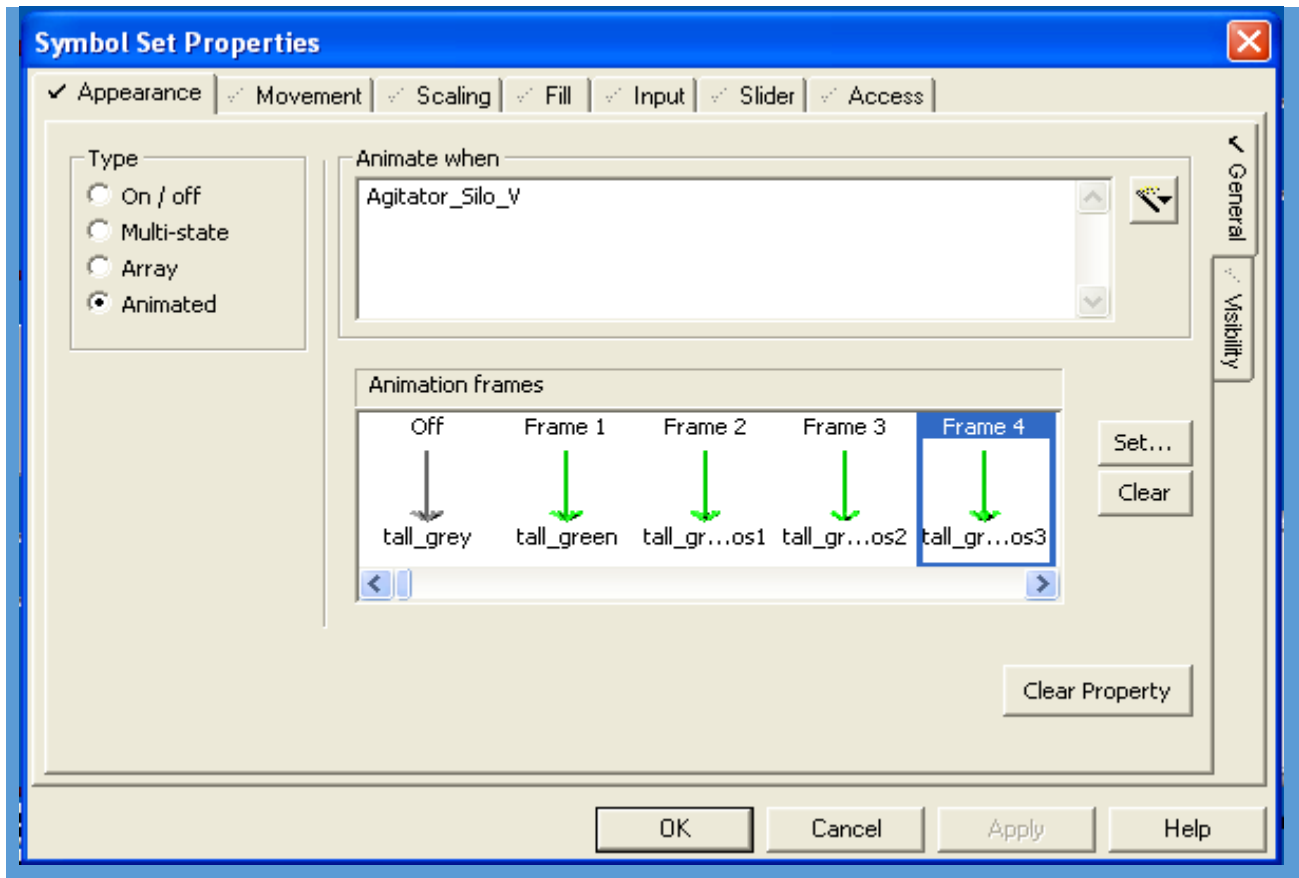 Symbol Set Properties
Appearance Movement Scaling Fill Input Slider Access
General
Visibility
Type
On / off
Multi-state
Array
Animated
Animate when
Agitator_Silo_V
Animation frames
Off Frame 1 Frame 2 Frame 3 Frame 4
tall_grey tall_green tall_gr...os1 tall_gr...os2 tall_gr...os3
Set...
Clear
Clear Property
OK Cancel Apply Help